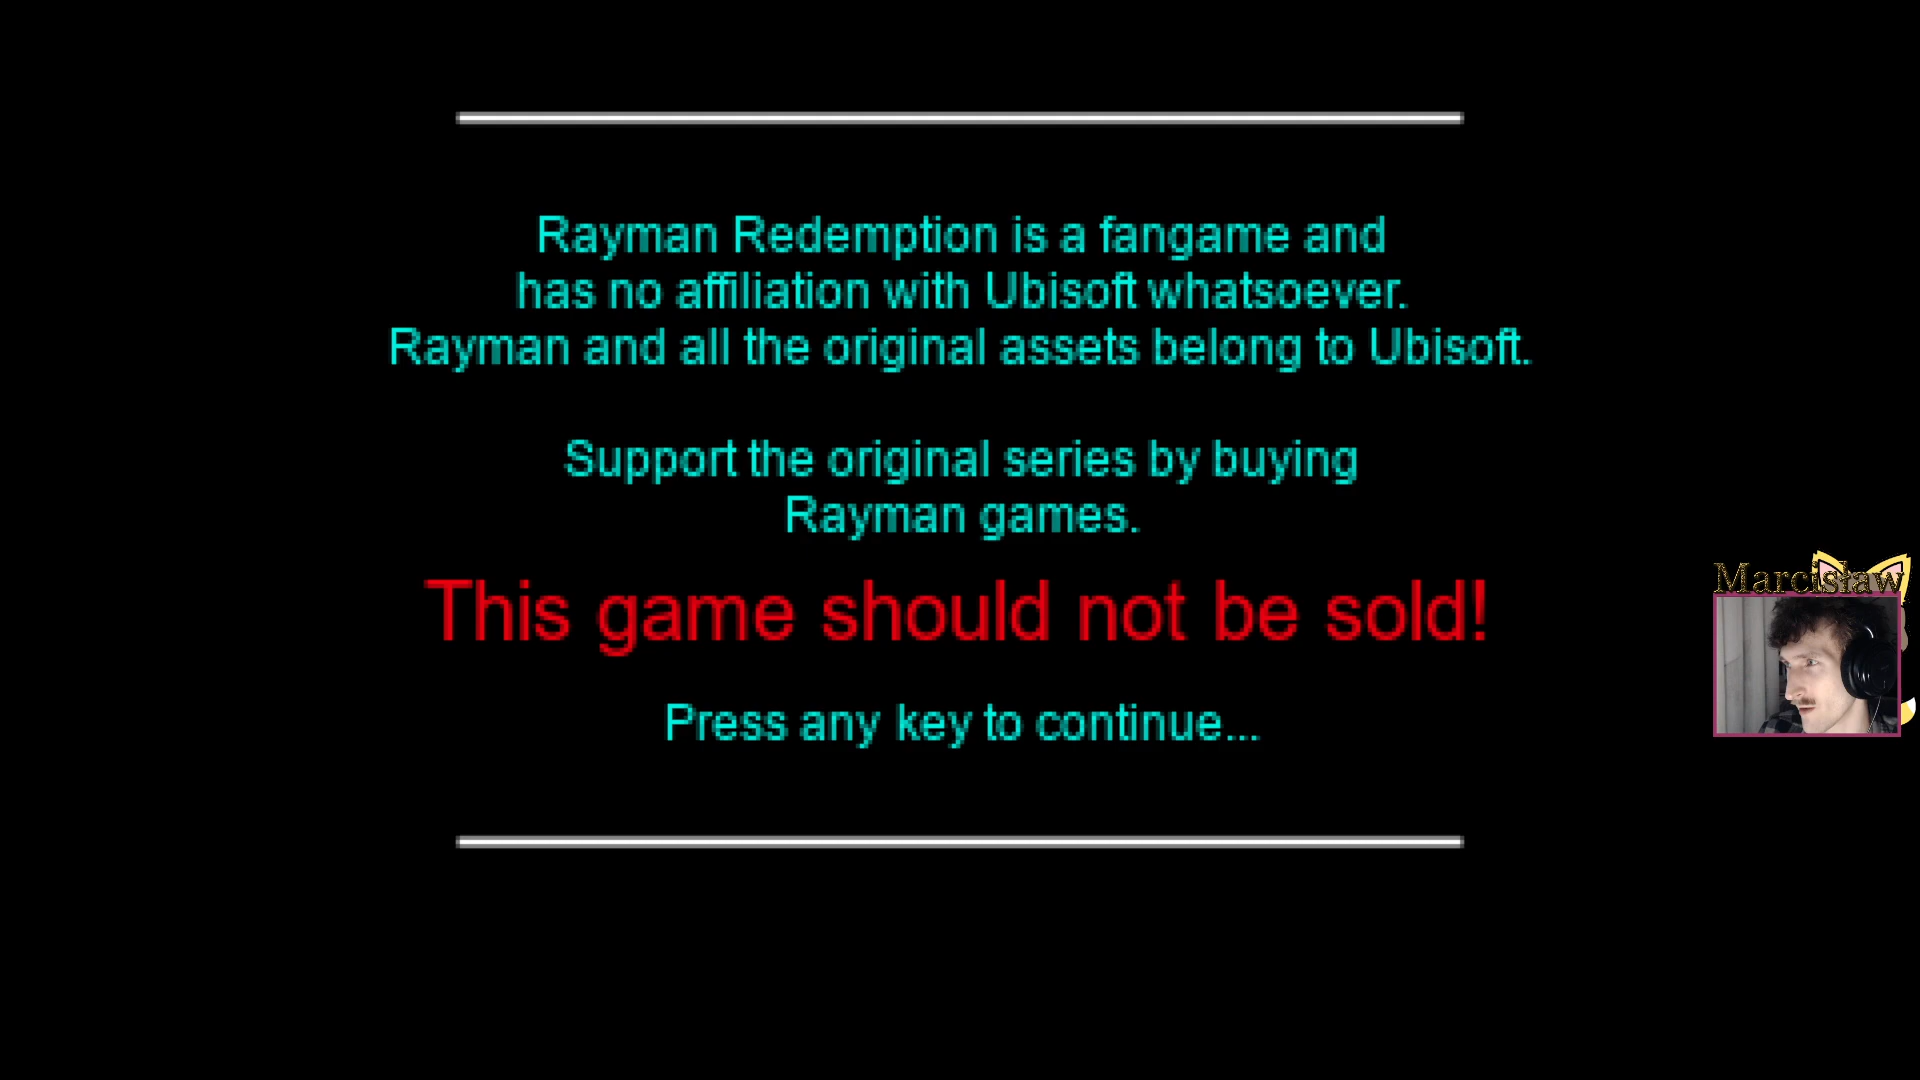 Rayman Redemption is a fangame and
has no affiliation with Ubisoft whatsoever.
Rayman and all the original assets belong to Ubisoft.
Support the original series by buying
Rayman games.
This game should not be sold!
Marcisław
Press any key to continue...